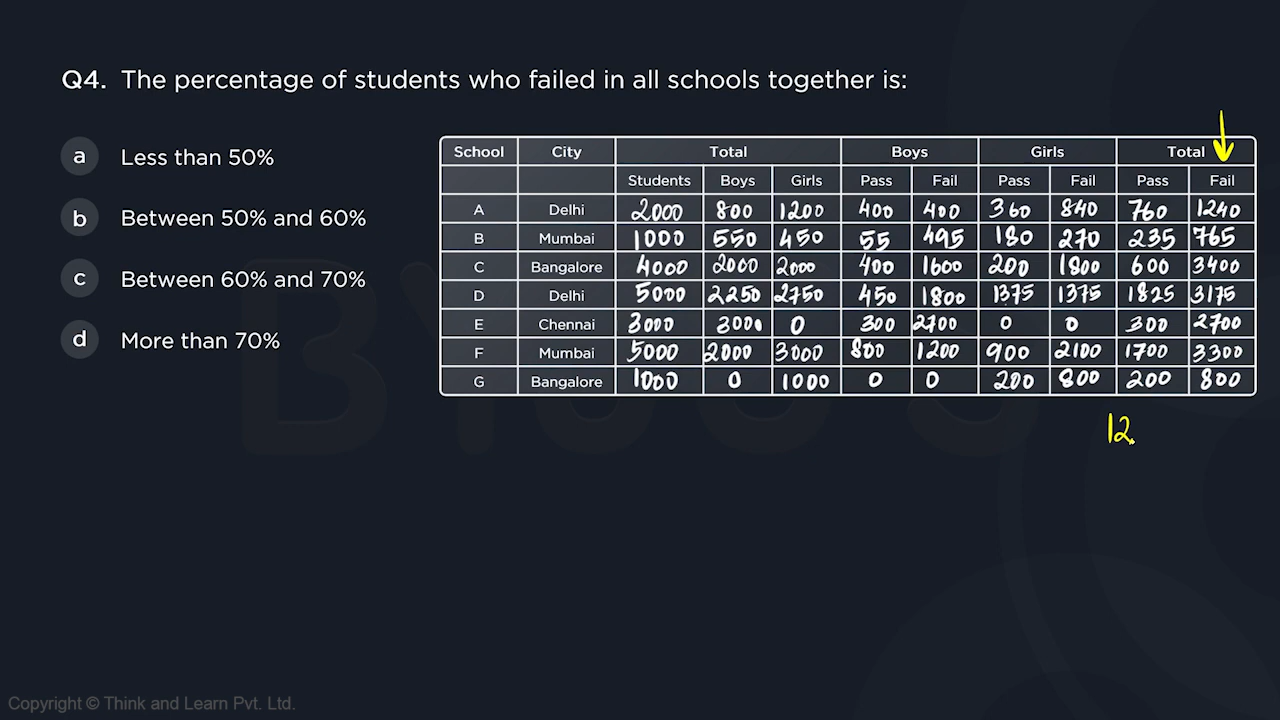 Q4. The percentage of students who failed in all schools together is:
a Less than 50%
b Between 50% and 60%
c Between 60% and 70%
d More than 70%
School City Total Boys Girls Total
Students Boys Girls Pass Fail Pass Fail Pass Fail
A Delhi 2000 800 1200 400 400 360 840 760 1240
B Mumbai 1000 550 450 55 495 180 270 235 765
C Bangalore 4000 2000 2000 400 1600 200 1800 600 3400
D Delhi 5000 2250 2750 450 1800 1375 1375 1825 3175
E Chennai 3000 3000 0 300 2700 0 0 300 2700
F Mumbai 5000 2000 3000 800 1200 900 2100 1700 3300
G Bangalore 1000 0 1000 0 0 200 800 200 800
12
BYJU'S
Copyright © Think and Learn Pvt. Ltd.